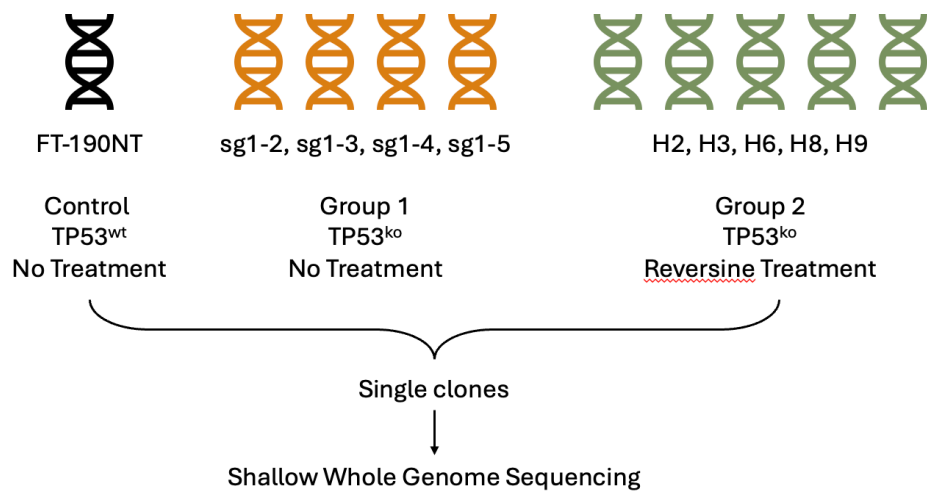 FT-190NT
sg1-2, sg1-3, sg1-4, sg1-5
H2, H3, H6, H8, H9
Control
TP53ʷᵗ
No Treatment
Group 1
TP53ᵏᵒ
No Treatment
Group 2
TP53ᵏᵒ
Reversine Treatment
Single clones
Shallow Whole Genome Sequencing